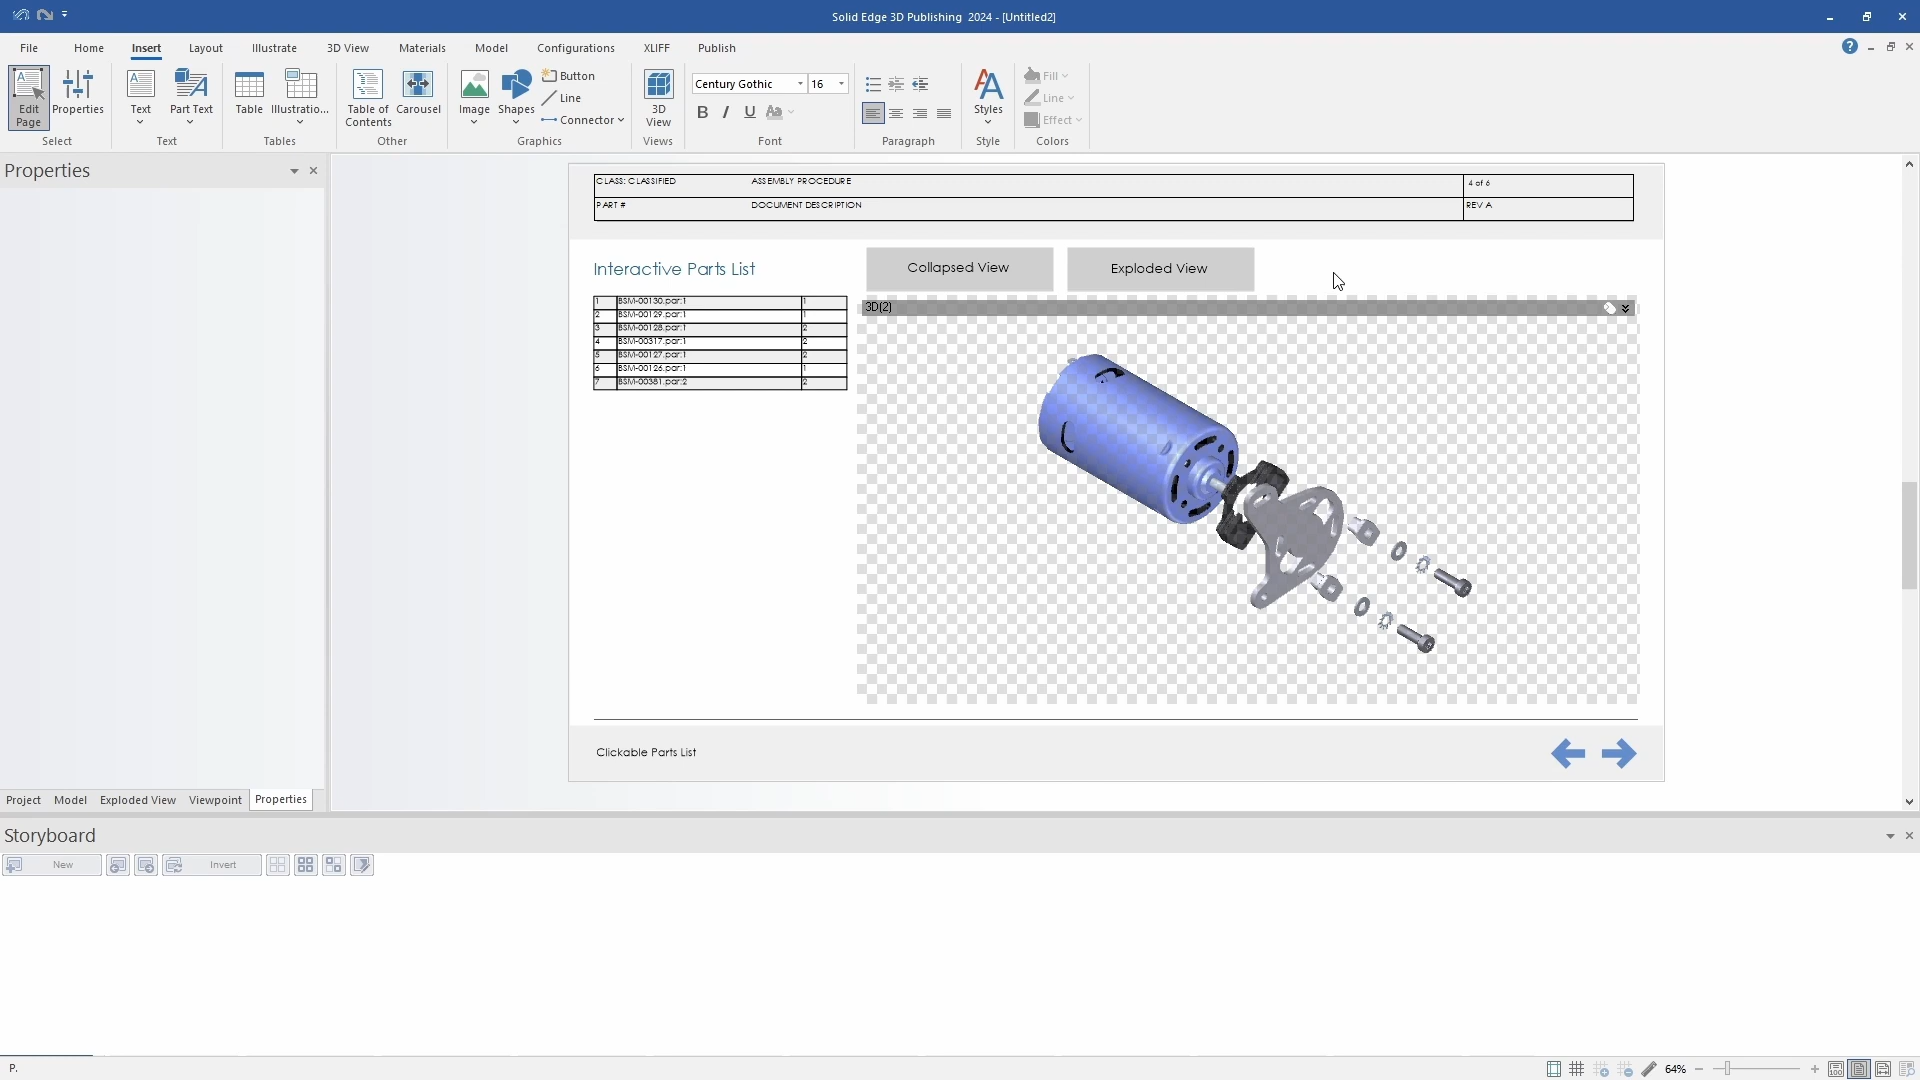 Solid Edge 3D Publishing 2024 - [Untitled2]
File Home Insert Layout Illustrate 3D View Materials Model Configurations XLIFF Publish
Edit Page
Properties
Select
Text
Part Text
Text
Table
Illustratio...
Tables
Table of Contents
Carousel
Other
Image
Shapes
Button
Line
Connector
Graphics
3D View
Views
Century Gothic 16
B I U Aa
Font
Paragraph
Styles
Style
Fill
Line
Effect
Colors
Properties
CLASS: CLASSIFIED ASSEMBLY PROCEDURE 4 of 6
PART # DOCUMENT DESCRIPTION REV A
Interactive Parts List
Collapsed View
Exploded View
1 BSM-00130.par:1 1
2 BSM-00129.par:1 1
3 BSM-00128.par:1 2
4 BSM-00317.par:1 2
5 BSM-00127.par:1 2
6 BSM-00126.par:1 1
7 BSM-00381.par:2 2
3D(2)
Clickable Parts List
Project Model Exploded View Viewpoint Properties
Storyboard
New Invert
P.
64%